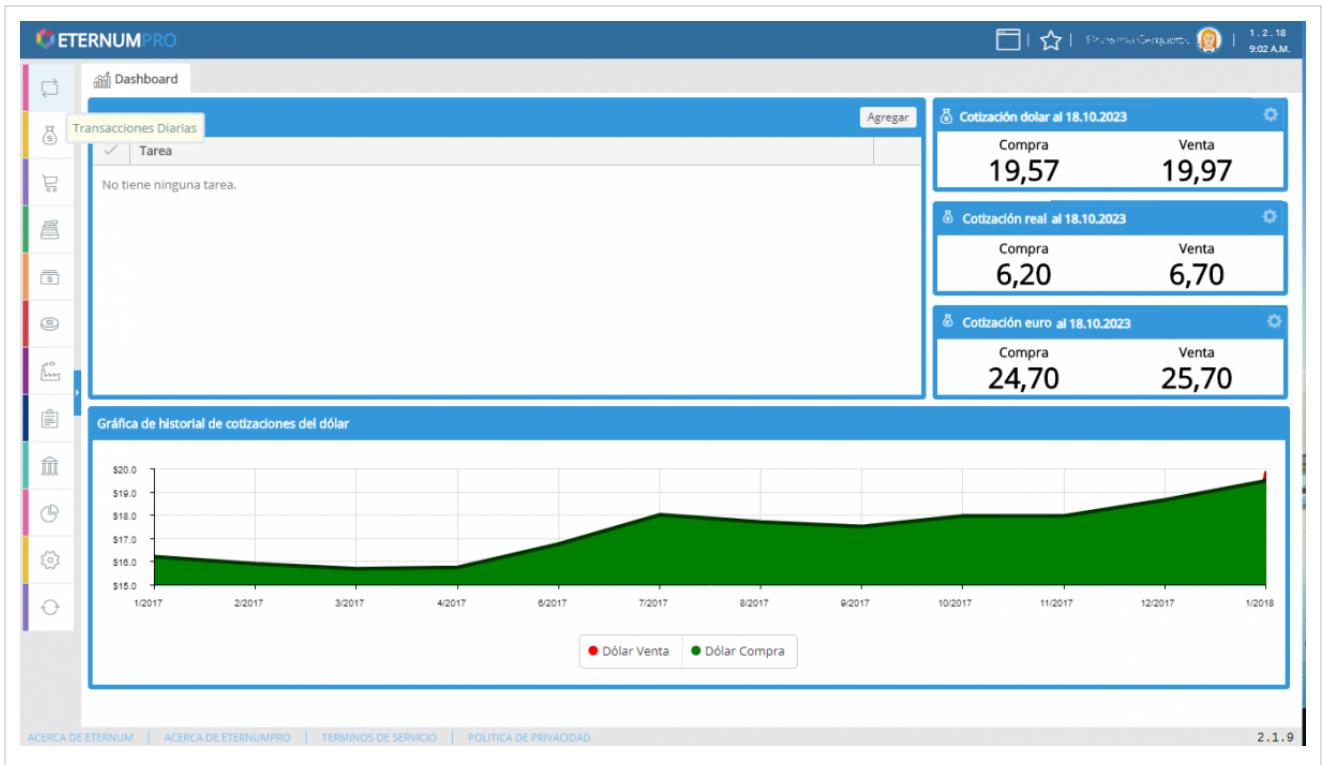 ETERNUMPRO
1.2.18
9:02 A.M.
Dashboard
Transacciones Diarias
Agregar
Tarea
No tiene ninguna tarea.
Cotización dolar al 18.10.2023
Compra Venta
19,57 19,97
Cotización real al 18.10.2023
Compra Venta
6,20 6,70
Cotización euro al 18.10.2023
Compra Venta
24,70 25,70
Gráfica de historial de cotizaciones del dólar
$20.0
$19.0
$18.0
$17.0
$16.0
$15.0
1/2017 2/2017 3/2017 4/2017 6/2017 7/2017 8/2017 9/2017 10/2017 11/2017 12/2017 1/2018
Dólar Venta Dólar Compra
ACERCA DE ETERNUM | ACERCA DE ETERNUMPRO | TERMINOS DE SERVICIO | POLITICA DE PRIVACIDAD
2.1.9